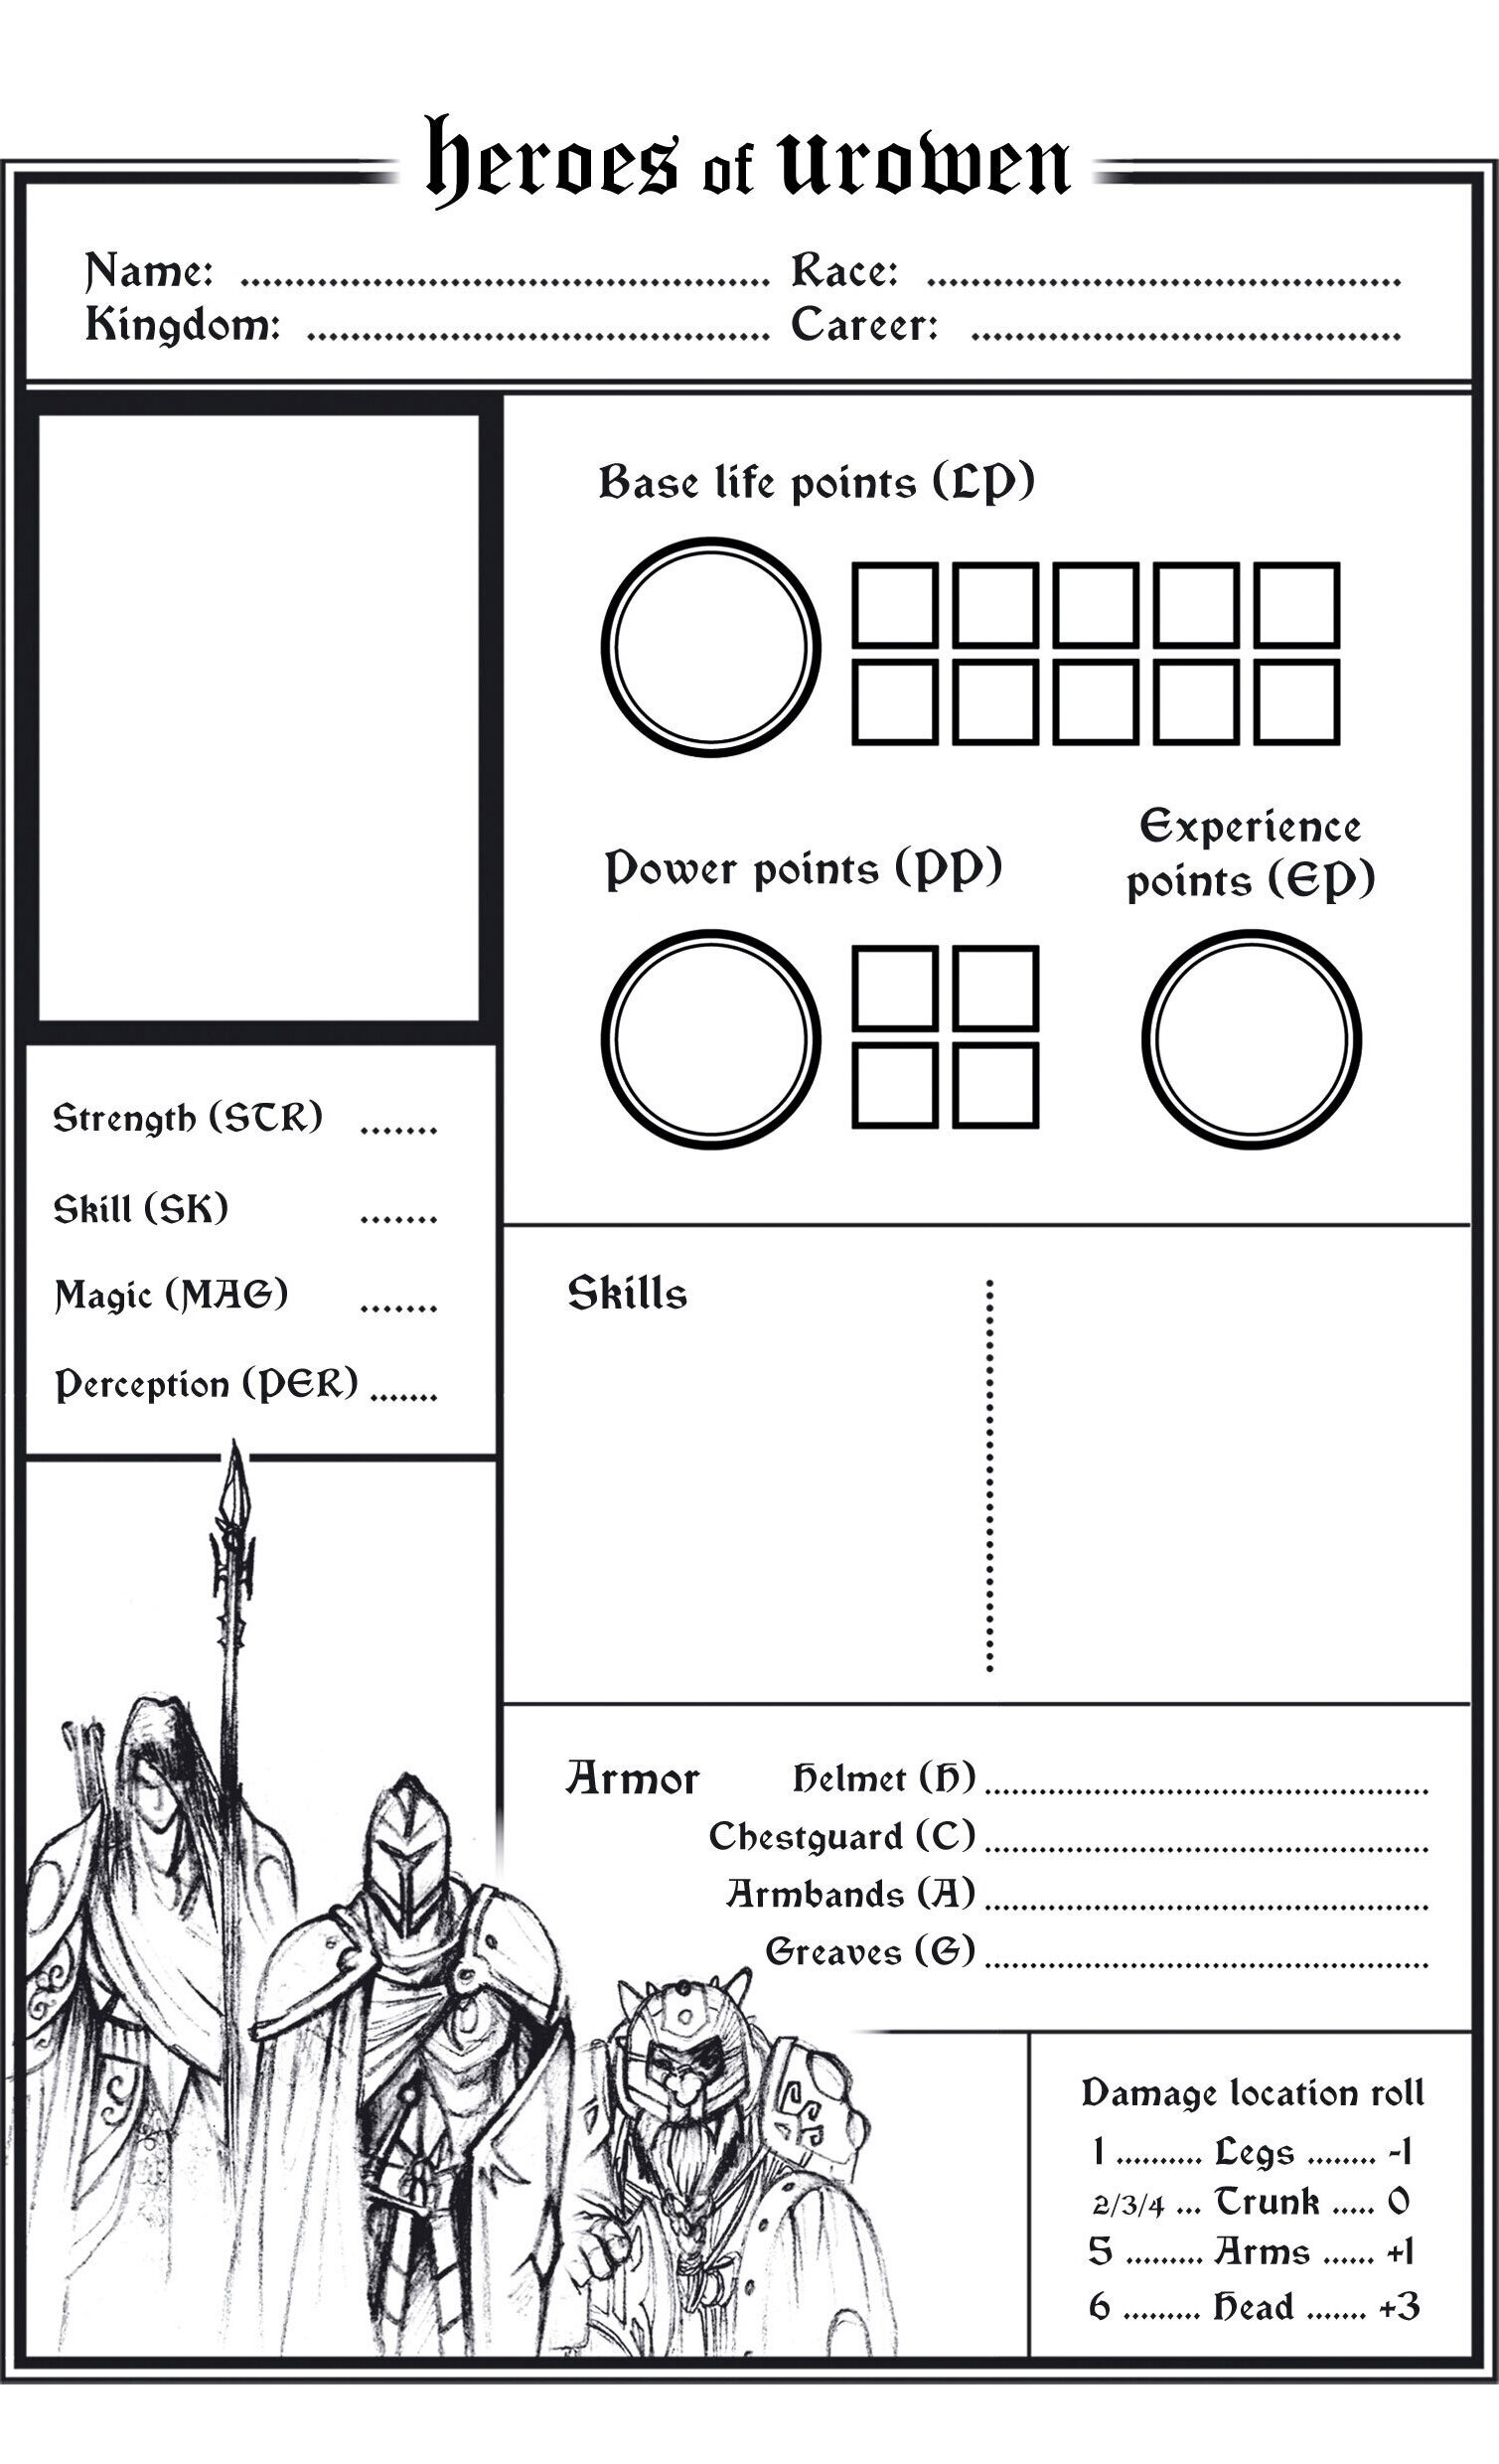 heroes of urowen
Name: ........................................ Race: ........................................
Kingdom: ........................................ Career: ........................................
Base life points (LP)
Power points (PP)
Experience
points (EP)
Strength (STR) .......
Skill (SK) .......
Magic (MAG) .......
Perception (PER) .......
Skills
Armor Helmet (H) ........................................
Chestguard (C) ........................................
Armbands (A) ........................................
Greaves (G) ........................................
Damage location roll
1 .......... Legs ........ -1
2/3/4 ... Trunk ..... 0
5 ......... Arms ...... +1
6 ......... Head ....... +3